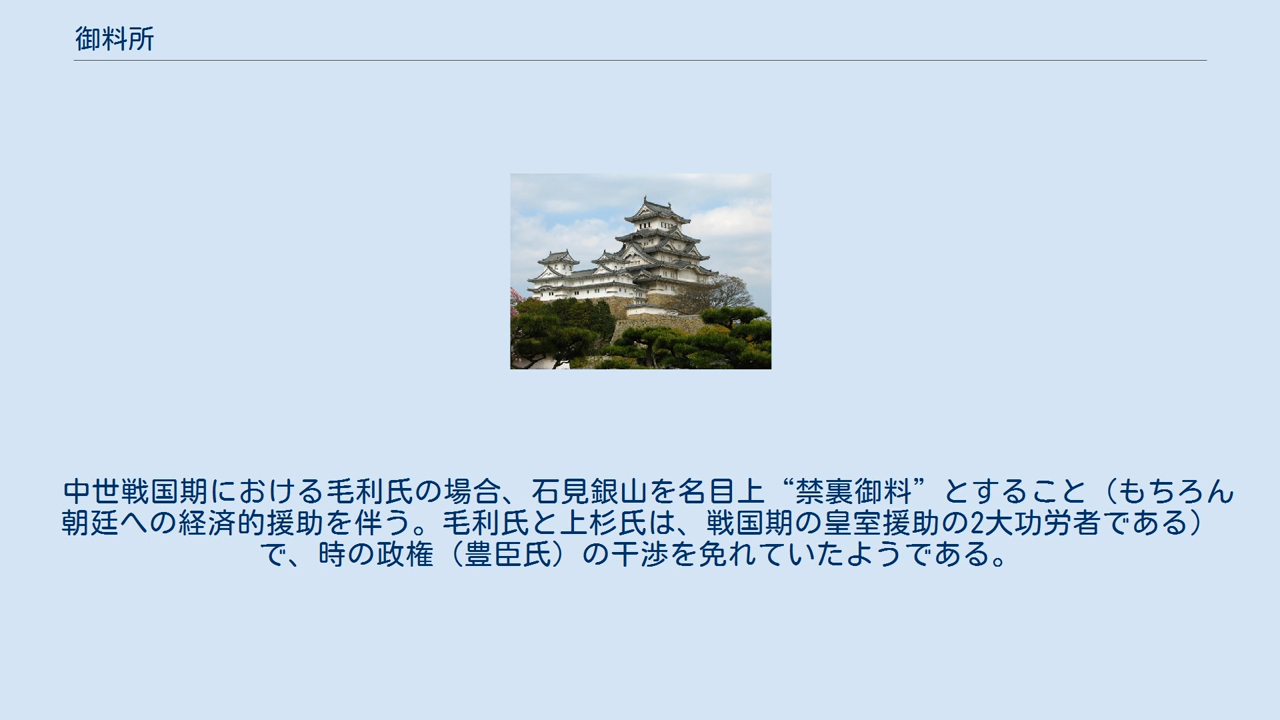 御料所
中世戦国期における毛利氏の場合、石見銀山を名目上“禁裏御料”とすること（もちろん
朝廷への経済的援助を伴う。毛利氏と上杉氏は、戦国期の皇室援助の2大功労者である）
で、時の政権（豊臣氏）の干渉を免れていたようである。